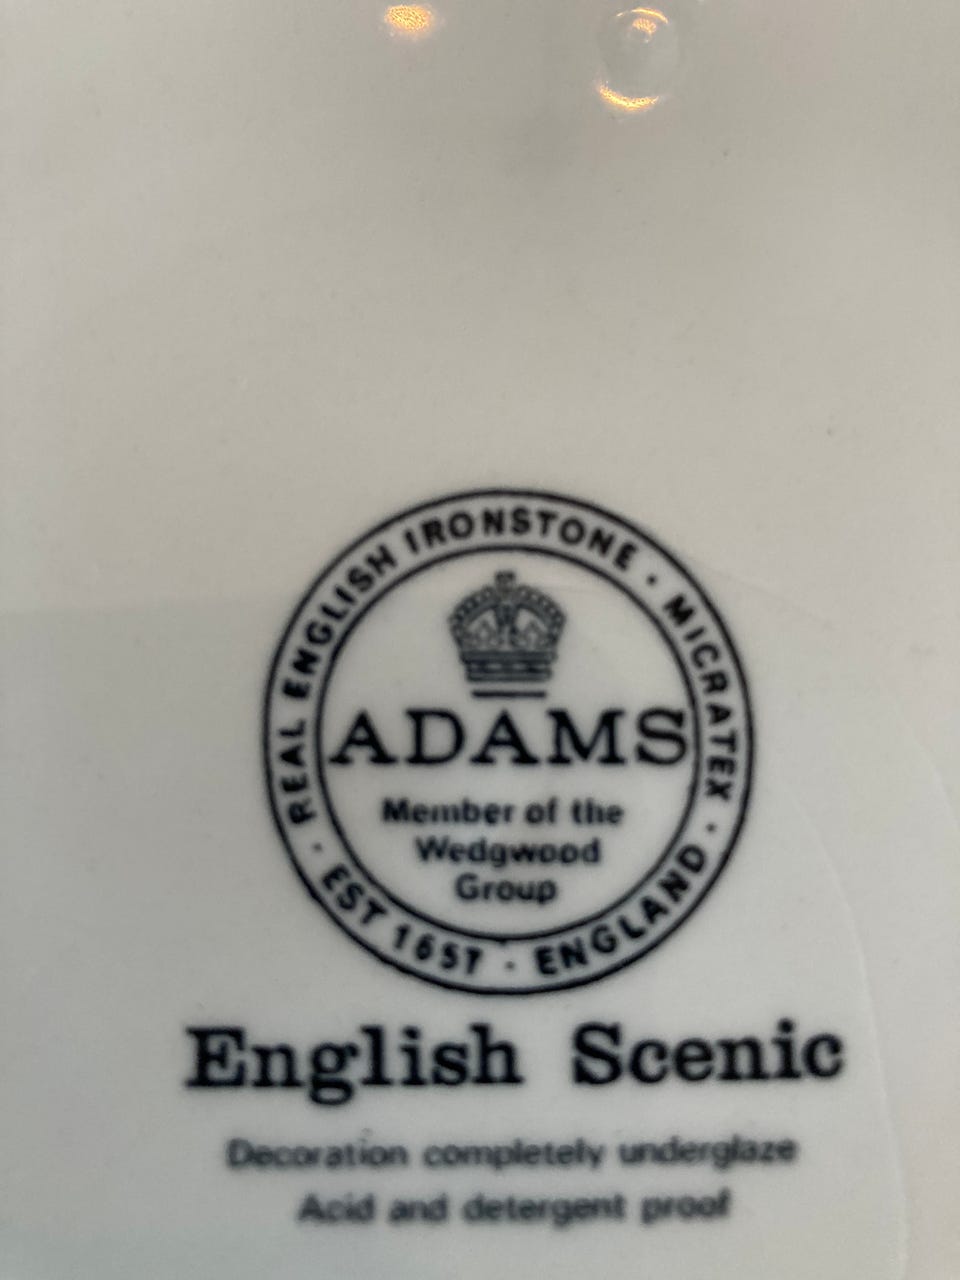 REAL ENGLISH IRONSTONE · MICRATEX ·
ADAMS
Member of the
Wedgwood
Group
EST 1657 · ENGLAND
English Scenic
Decoration completely underglaze
Acid and detergent proof